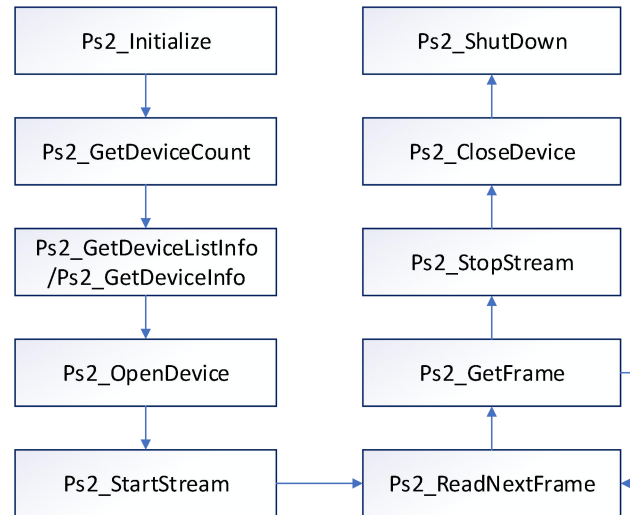 Ps2_Initialize
Ps2_GetDeviceCount
Ps2_GetDeviceListInfo
/Ps2_GetDeviceInfo
Ps2_OpenDevice
Ps2_StartStream
Ps2_ReadNextFrame
Ps2_GetFrame
Ps2_StopStream
Ps2_CloseDevice
Ps2_ShutDown